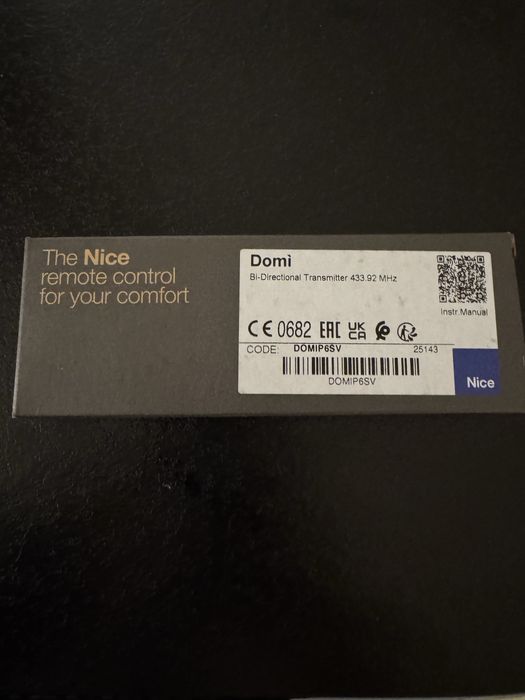 The Nice
remote control
for your comfort
Domì
Bi-Directional Transmitter 433.92 MHz
Instr.Manual
CE 0682 EAC UK CA
CODE: DOMIP6SV 25143
DOMIP6SV
Nice